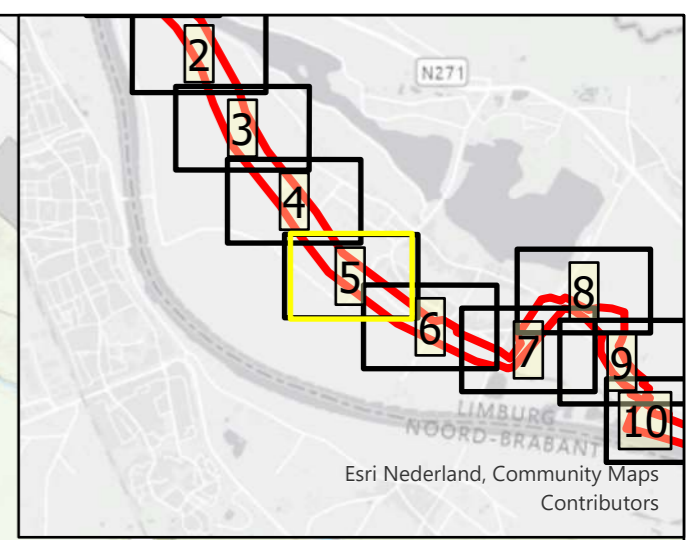 2
N271
3
4
5
8
6
7
9
10
LIMBURG
NOORD-BRABANT
Esri Nederland, Community Maps
Contributors